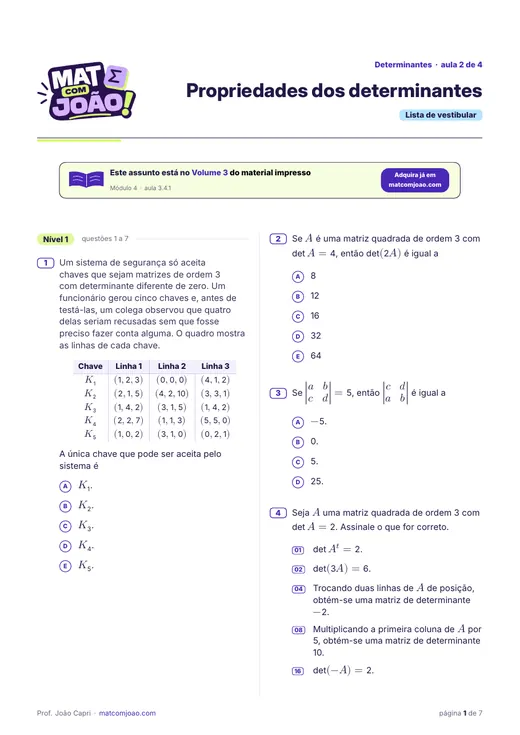 MAT Σ
COM
JOÃO!
Determinantes · aula 2 de 4
Propriedades dos determinantes
Lista de vestibular
Este assunto está no Volume 3 do material impresso
Módulo 4 · aula 3.4.1
Adquira já em
matcomjoao.com
Nível 1 questões 1 a 7
1 Um sistema de segurança só aceita
chaves que sejam matrizes de ordem 3
com determinante diferente de zero. Um
funcionário gerou cinco chaves e, antes de
testá-las, um colega observou que quatro
delas seriam recusadas sem que fosse
preciso fazer conta alguma. O quadro mostra
as linhas de cada chave.
Chave Linha 1 Linha 2 Linha 3
K₁ (1, 2, 3) (0, 0, 0) (4, 1, 2)
K₂ (2, 1, 5) (4, 2, 10) (3, 3, 1)
K₃ (1, 4, 2) (3, 1, 5) (1, 4, 2)
K₄ (2, 2, 7) (1, 1, 3) (5, 5, 0)
K₅ (1, 0, 2) (3, 1, 0) (0, 2, 1)
A única chave que pode ser aceita pelo
sistema é
A K₁.
B K₂.
C K₃.
D K₄.
E K₅.
2 Se A é uma matriz quadrada de ordem 3 com
det A = 4, então det(2A) é igual a
A 8
B 12
C 16
D 32
E 64
3 Se |a b| = 5, então |c d| é igual a
|c d| |a b|
A −5.
B 0.
C 5.
D 25.
4 Seja A uma matriz quadrada de ordem 3 com
det A = 2. Assinale o que for correto.
01 det Aᵗ = 2.
02 det(3A) = 6.
04 Trocando duas linhas de A de posição,
obtém-se uma matriz de determinante
−2.
08 Multiplicando a primeira coluna de A por
5, obtém-se uma matriz de determinante
10.
16 det(−A) = 2.
Prof. João Capri · matcomjoao.com
página 1 de 7